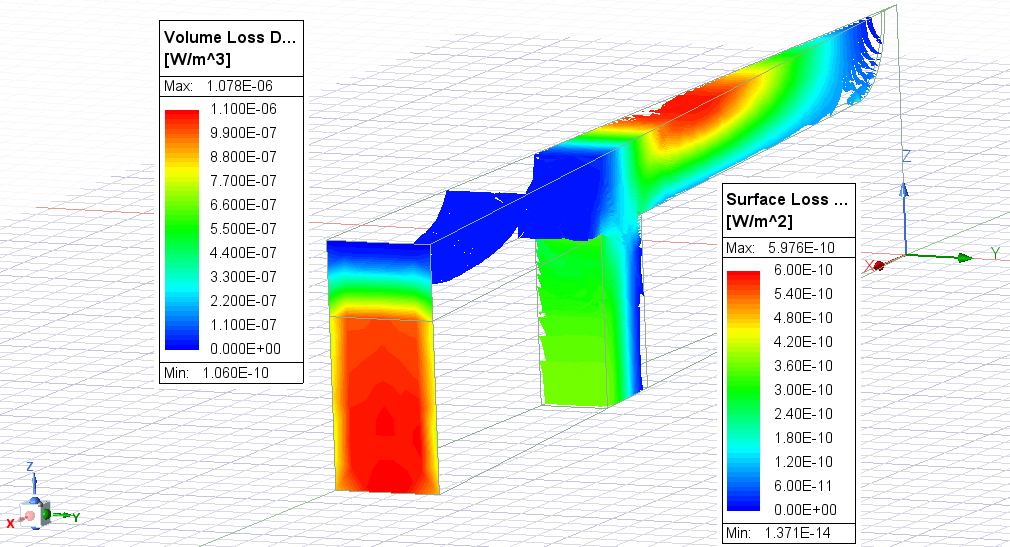 Volume Loss D...
[W/m^3]
Max: 1.078E-06
1.100E-06
9.900E-07
8.800E-07
7.700E-07
6.600E-07
5.500E-07
4.400E-07
3.300E-07
2.200E-07
1.100E-07
0.000E+00
Min: 1.060E-10
Z
Surface Loss ...
[W/m^2]
Max: 5.976E-10
6.00E-10
5.40E-10
4.80E-10
4.20E-10
3.60E-10
3.00E-10
2.40E-10
1.80E-10
1.20E-10
6.00E-11
0.00E+00
Min: 1.371E-14
X
Y
Z
X
Y